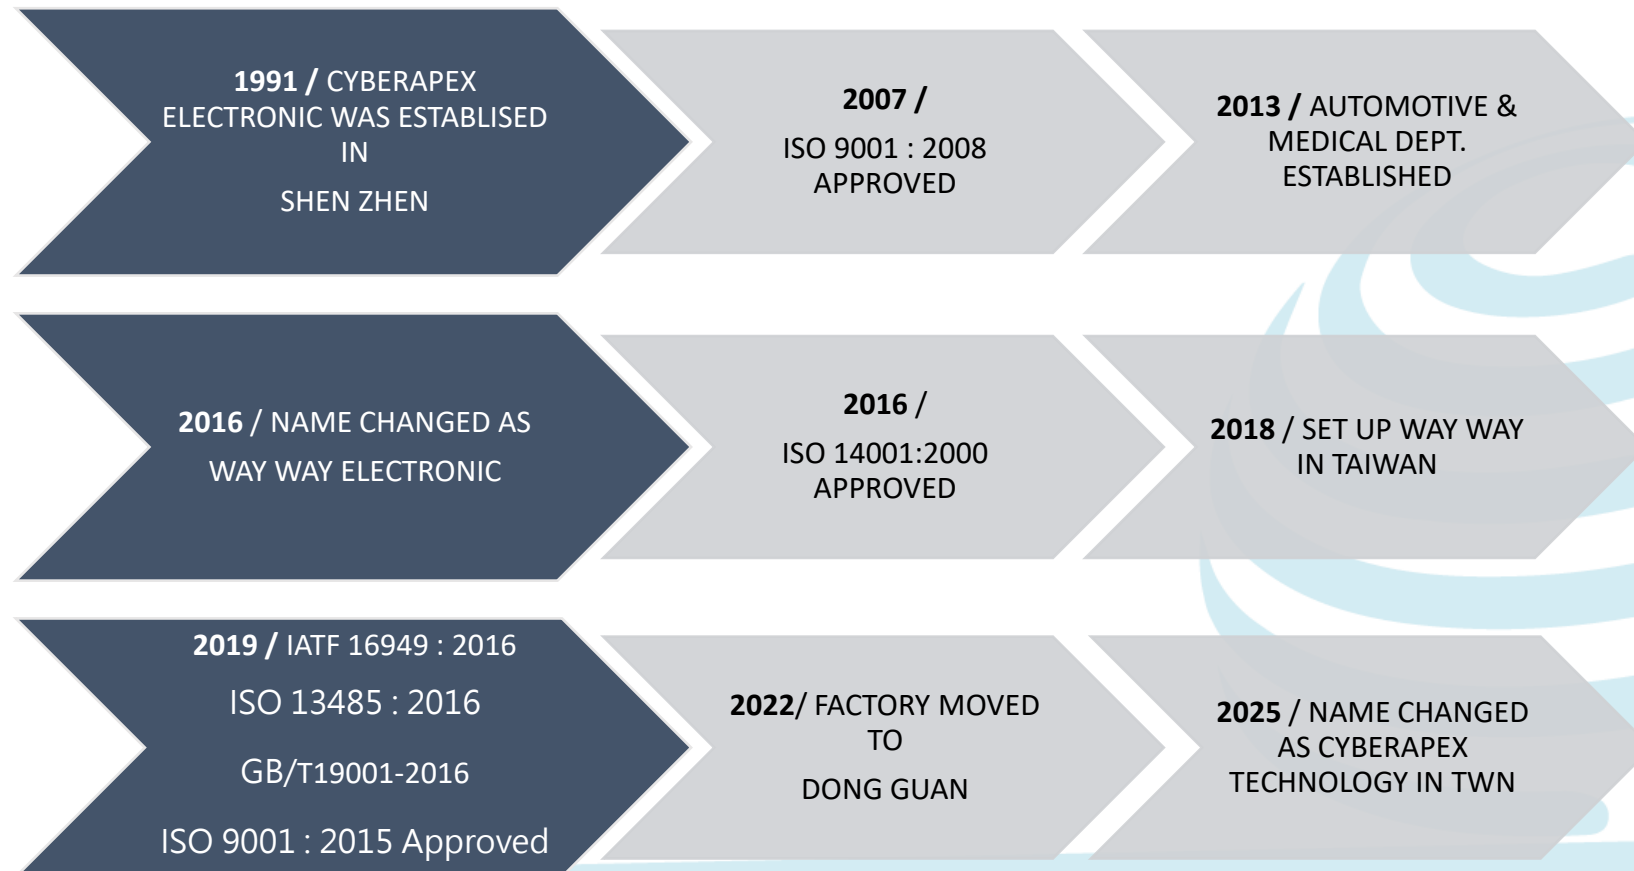 1991 / CYBERAPEX
ELECTRONIC WAS ESTABLISED
IN
SHEN ZHEN
2007 /
ISO 9001 : 2008
APPROVED
2013 / AUTOMOTIVE &
MEDICAL DEPT.
ESTABLISHED
2016 / NAME CHANGED AS
WAY WAY ELECTRONIC
2016 /
ISO 14001:2000
APPROVED
2018 / SET UP WAY WAY
IN TAIWAN
2019 / IATF 16949 : 2016
ISO 13485 : 2016
GB/T19001-2016
ISO 9001 : 2015 Approved
2022/ FACTORY MOVED
TO
DONG GUAN
2025 / NAME CHANGED
AS CYBERAPEX
TECHNOLOGY IN TWN